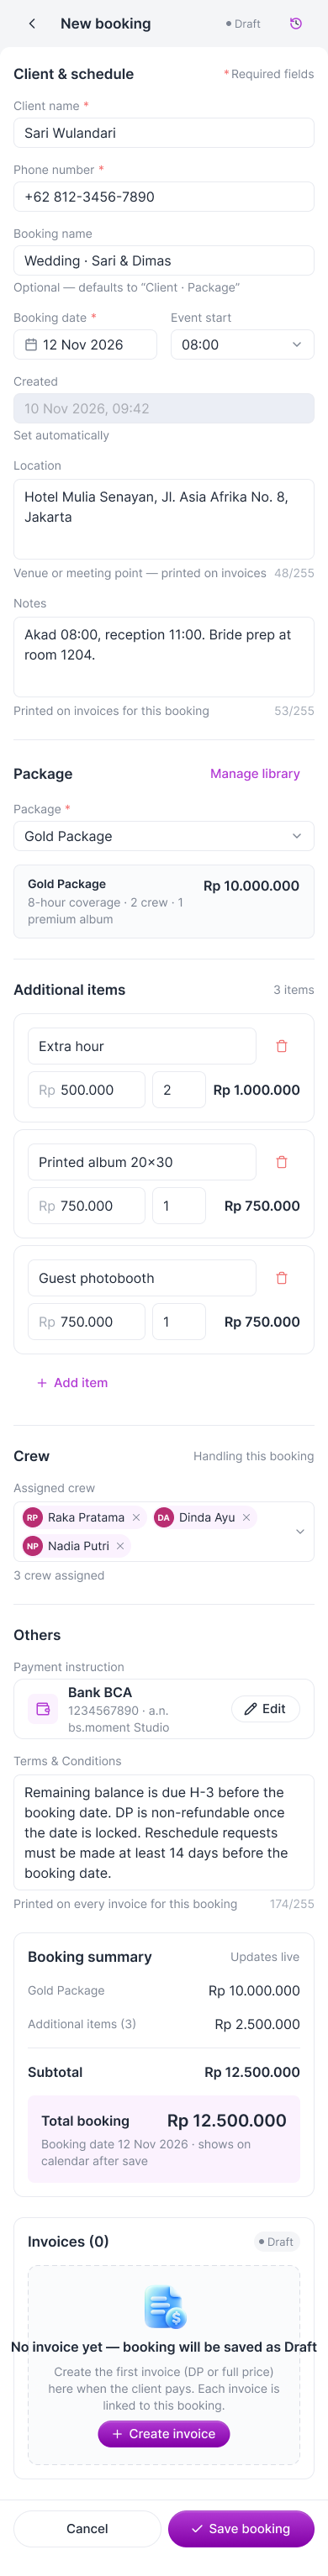 New booking
Draft
Client & schedule
*Required fields
Client name *
Sari Wulandari
Phone number *
+62 812-3456-7890
Booking name
Wedding · Sari & Dimas
Optional — defaults to “Client · Package”
Booking date *
Event start
12 Nov 2026
08:00
Created
10 Nov 2026, 09:42
Set automatically
Location
Hotel Mulia Senayan, Jl. Asia Afrika No. 8,
Jakarta
Venue or meeting point — printed on invoices
48/255
Notes
Akad 08:00, reception 11:00. Bride prep at
room 1204.
Printed on invoices for this booking
53/255
Package
Manage library
Package *
Gold Package
Gold Package
Rp 10.000.000
8-hour coverage · 2 crew · 1
premium album
Additional items
3 items
Extra hour
Rp 500.000
2
Rp 1.000.000
Printed album 20×30
Rp 750.000
1
Rp 750.000
Guest photobooth
Rp 750.000
1
Rp 750.000
+ Add item
Crew
Handling this booking
Assigned crew
RP Raka Pratama ×
DA Dinda Ayu ×
NP Nadia Putri ×
3 crew assigned
Others
Payment instruction
Bank BCA
1234567890 · a.n.
bs.moment Studio
Edit
Terms & Conditions
Remaining balance is due H-3 before the
booking date. DP is non-refundable once
the date is locked. Reschedule requests
must be made at least 14 days before the
booking date.
Printed on every invoice for this booking
174/255
Booking summary
Updates live
Gold Package
Rp 10.000.000
Additional items (3)
Rp 2.500.000
Subtotal
Rp 12.500.000
Total booking
Rp 12.500.000
Booking date 12 Nov 2026 · shows on
calendar after save
Invoices (0)
Draft
$
No invoice yet — booking will be saved as Draft
Create the first invoice (DP or full price)
here when the client pays. Each invoice is
linked to this booking.
+ Create invoice
Cancel
Save booking